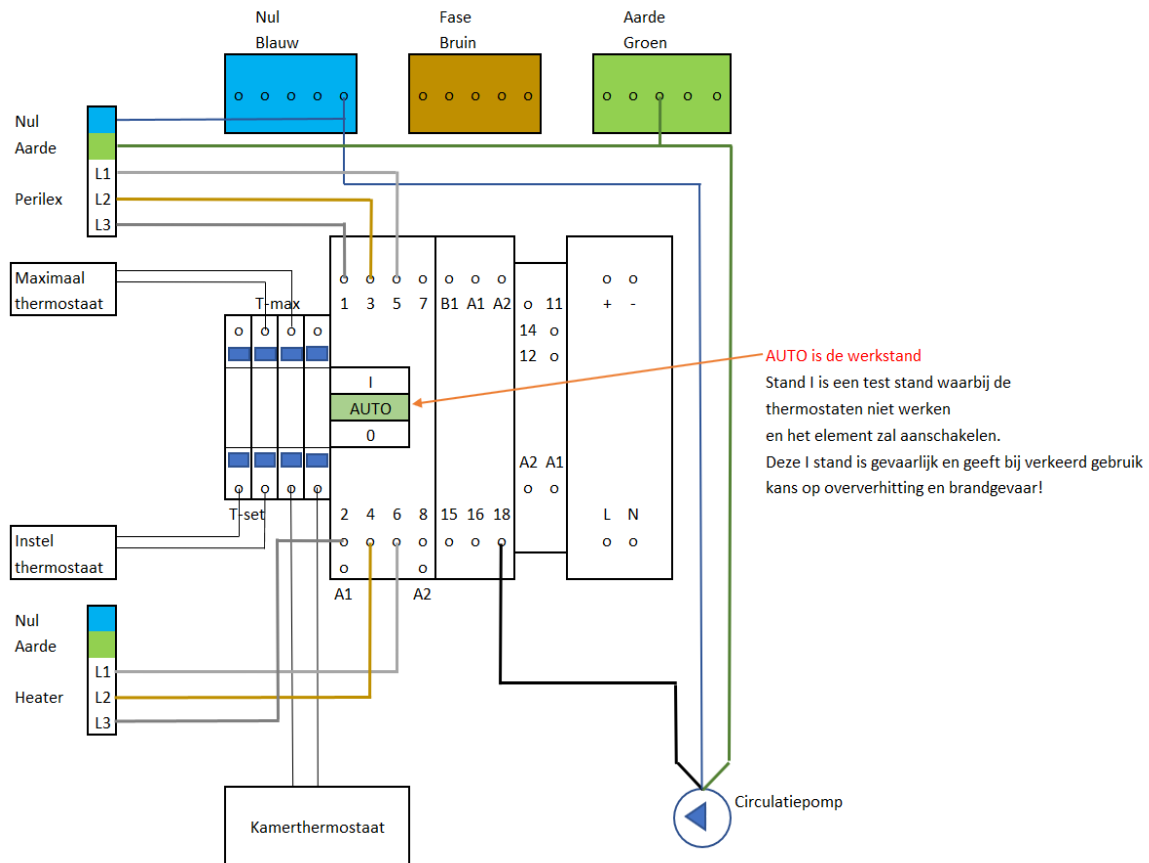 Nul
Blauw
Fase
Bruin
Aarde
Groen
o o o o o
o o o o o
o o o o o
Nul
Aarde
L1
Perilex L2
L3
Maximaal
thermostaat
T-max
o o o o o o o
1 3 5 7 B1 A1 A2
o 11
14 o
12 o
o o
+ -
o o o o
I
AUTO
0
AUTO is de werkstand
Stand I is een test stand waarbij de
thermostaten niet werken
en het element zal aanschakelen.
Deze I stand is gevaarlijk en geeft bij verkeerd gebruik
kans op oververhitting en brandgevaar!
A2 A1
o o
o o o o
T-set
2 4 6 8 15 16 18
o o o o o o o
o o
A1 A2
L N
o o
Instel
thermostaat
Nul
Aarde
L1
Heater L2
L3
Kamerthermostaat
Circulatiepomp